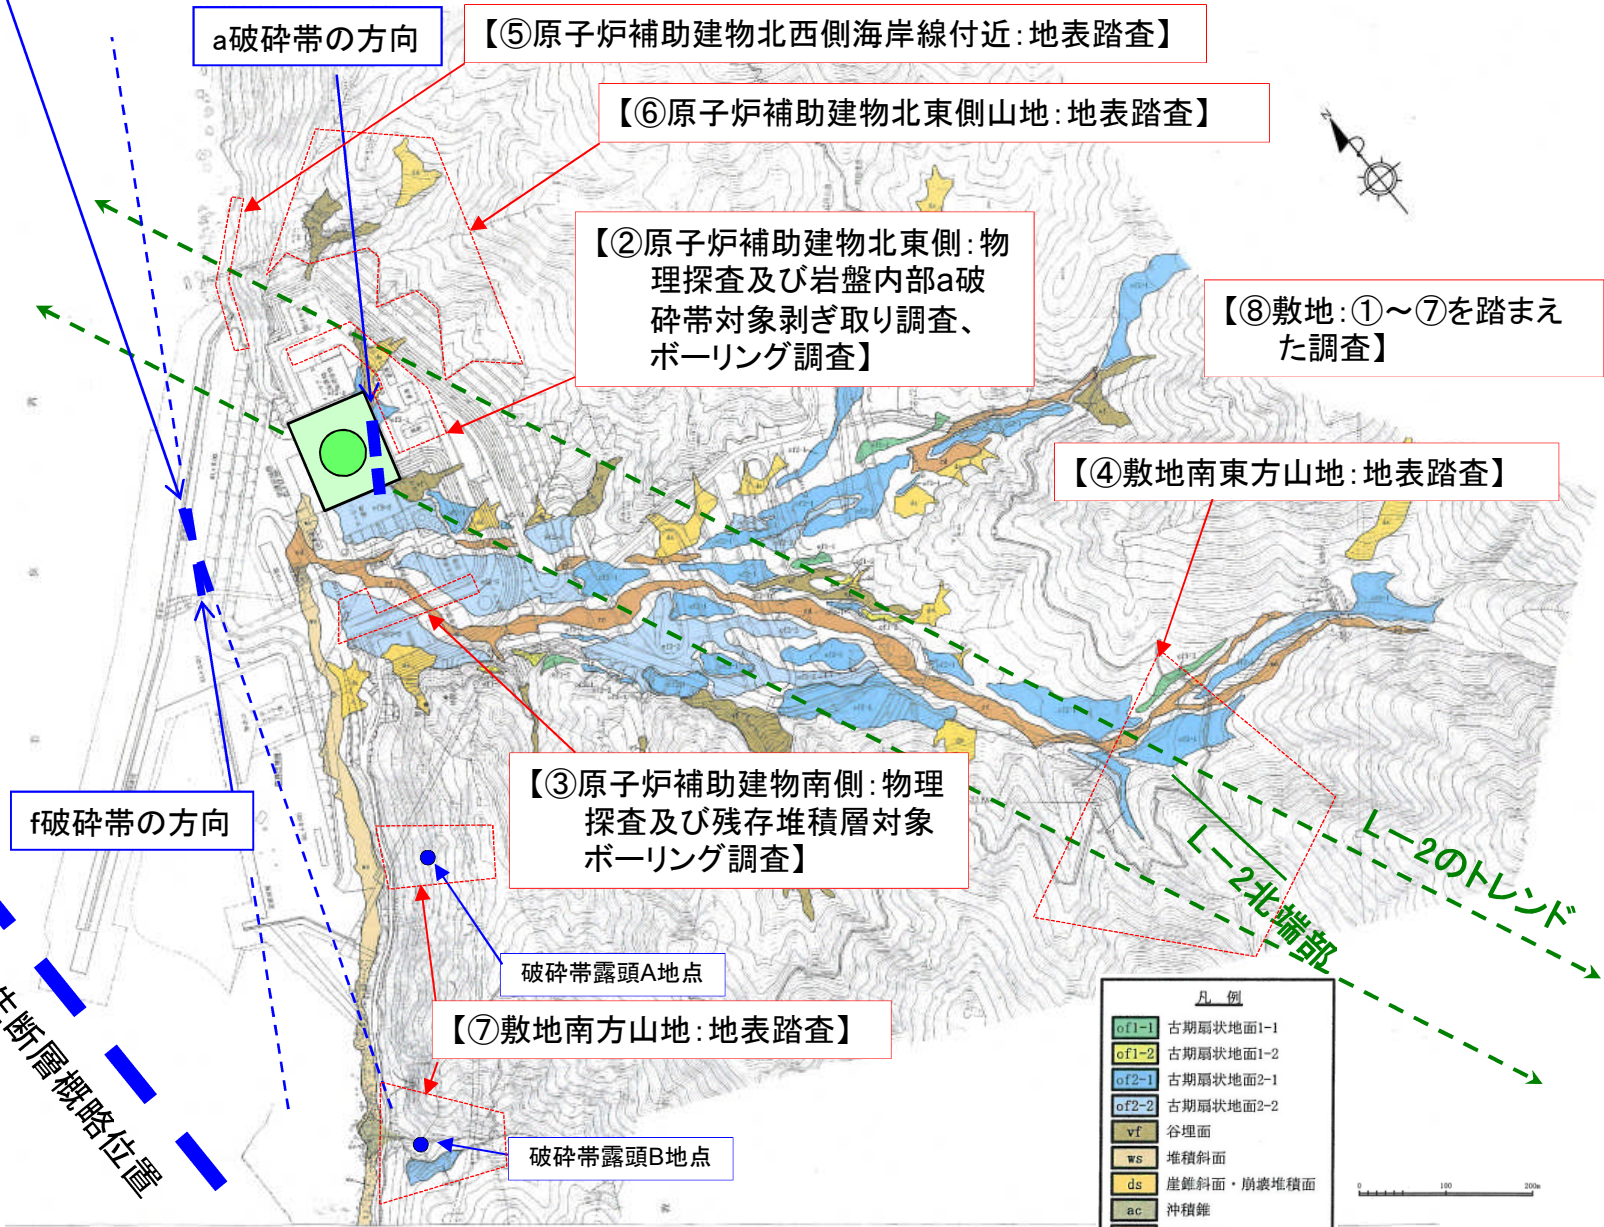 a破砕帯の方向
【⑤原子炉補助建物北西側海岸線付近：地表踏査】
【⑥原子炉補助建物北東側山地：地表踏査】
【②原子炉補助建物北東側：物
理探査及び岩盤内部a破
砕帯対象剥ぎ取り調査、
ボーリング調査】
【⑧敷地：①～⑦を踏まえ
た調査】
【④敷地南東方山地：地表踏査】
【③原子炉補助建物南側：物理
探査及び残存堆積層対象
ボーリング調査】
f破砕帯の方向
L－2のトレンド
L－2北端部
破砕帯露頭A地点
【⑦敷地南方山地：地表踏査】
破砕帯露頭B地点
断層概略位置
凡 例
of1-1 古期扇状地面1-1
of1-2 古期扇状地面1-2
of2-1 古期扇状地面2-1
of2-2 古期扇状地面2-2
vf 谷埋面
ws 堆積斜面
ds 崖錐斜面・崩壊堆積面
ac 沖積錐
0 100 200m